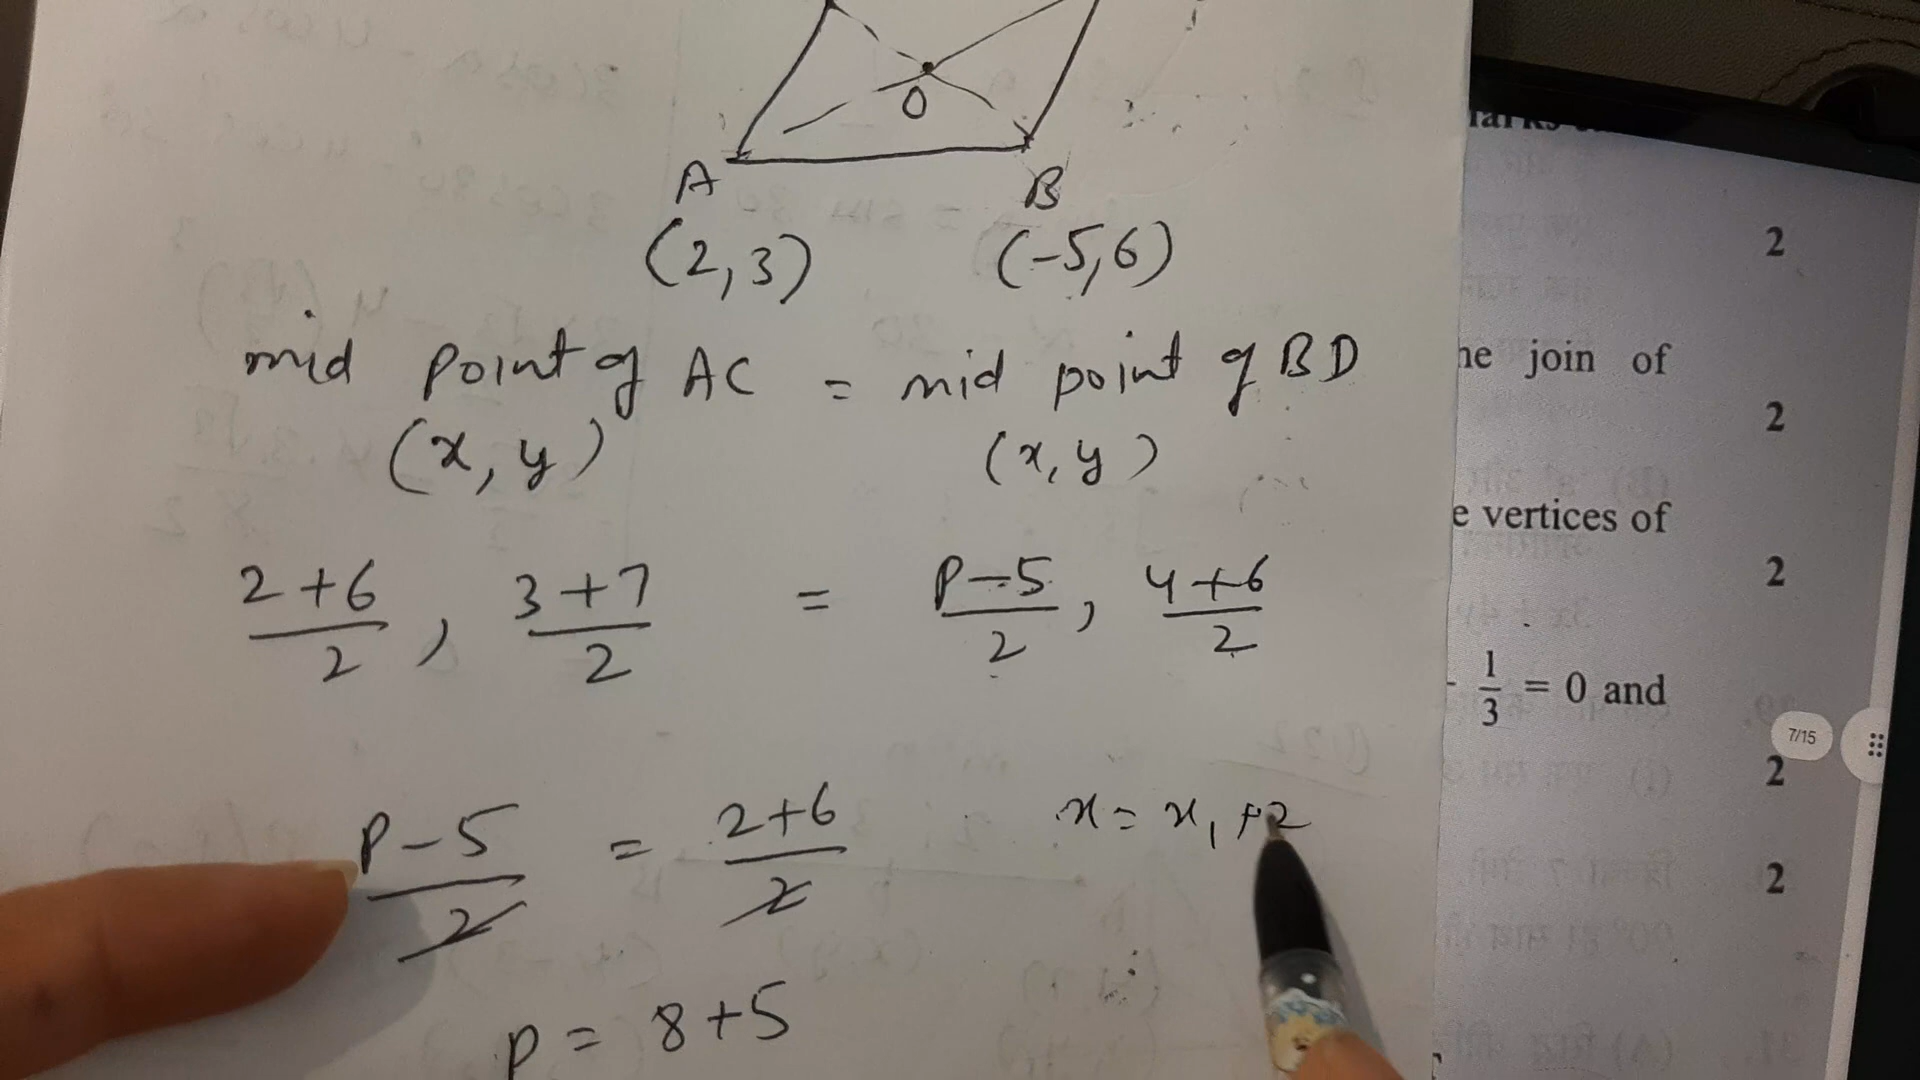 O
A B
(2,3) (-5,6)
mid point of AC = mid point of BD
(x, y) (x, y)
2+6/2, 3+7/2 = P-5/2, 4+6/2
P-5/2 = 2+6/2
x = x₁ +2
P = 8+5
2
he join of
2
e vertices of
2
- 1/3 = 0 and
7/15
2
2